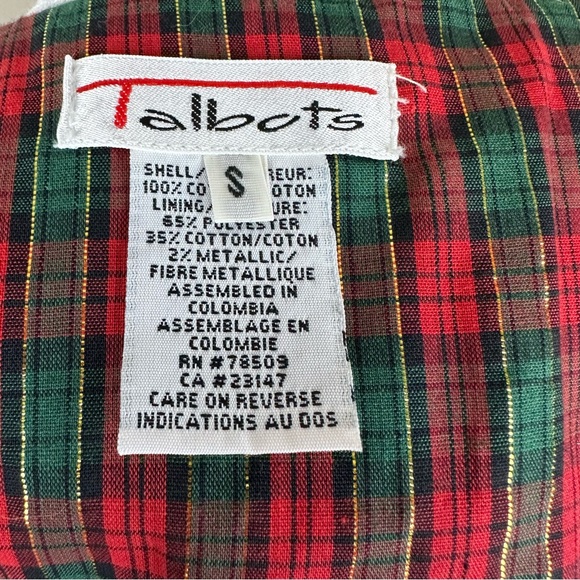 Talbots
S
SHELL/ REUR:
100% CO OTON
LINING/ URE:
65% POLYESTER
35% COTTON/COTON
2% METALLIC/
FIBRE METALLIQUE
ASSEMBLED IN
COLOMBIA
ASSEMBLAGE EN
COLOMBIE
RN #78509
CA #23147
CARE ON REVERSE
INDICATIONS AU DOS